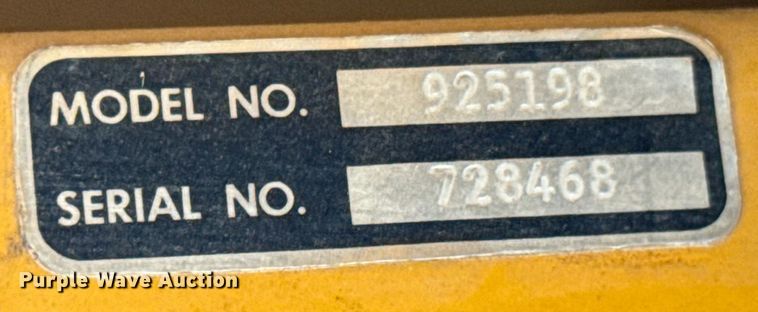 MODEL NO. 925198
SERIAL NO. 728468
Purple Wave Auction